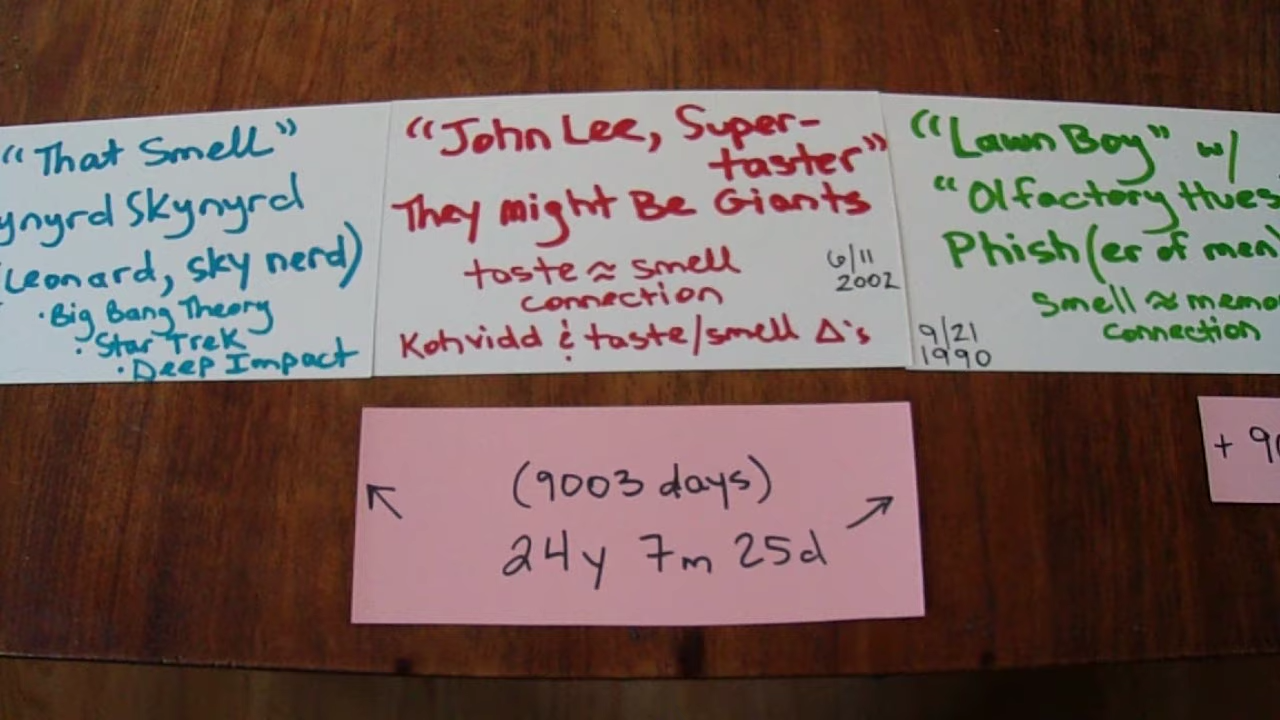 "That Smell"
ynyrd Skynyrd
(Leonard, sky nerd)
• Big Bang Theory
• Star Trek
• Deep Impact
"John Lee, Super-
taster"
They might Be Giants
taste ≈ smell
connection
6/11
2002
Kohvidd & taste/smell Δ's
"Lawn Boy" w/
"Olfactory Hues
Phish (er of men)
smell ≈ memo
connection
9/21
1990
(9003 days)
24y 7m 25d
+ 9